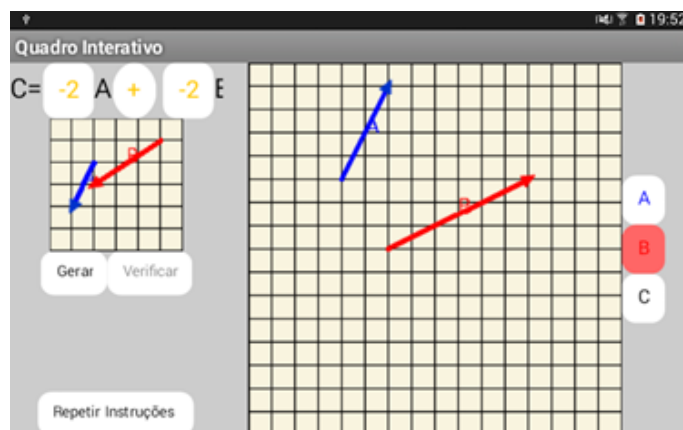 19:52
Quadro Interativo
C= -2 A + -2 B
A
B
A
B
C
Gerar Verificar
Repetir Instruções